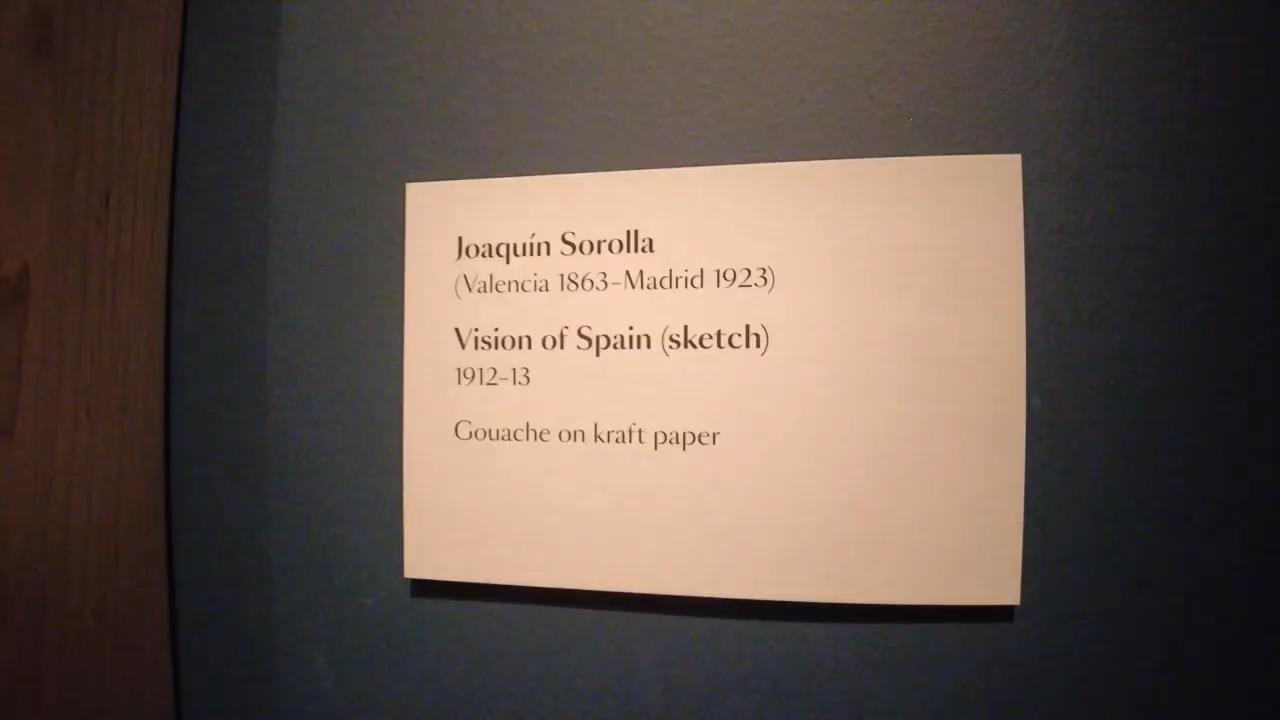 Joaquín Sorolla
(Valencia 1863–Madrid 1923)
Vision of Spain (sketch)
1912–13
Gouache on kraft paper